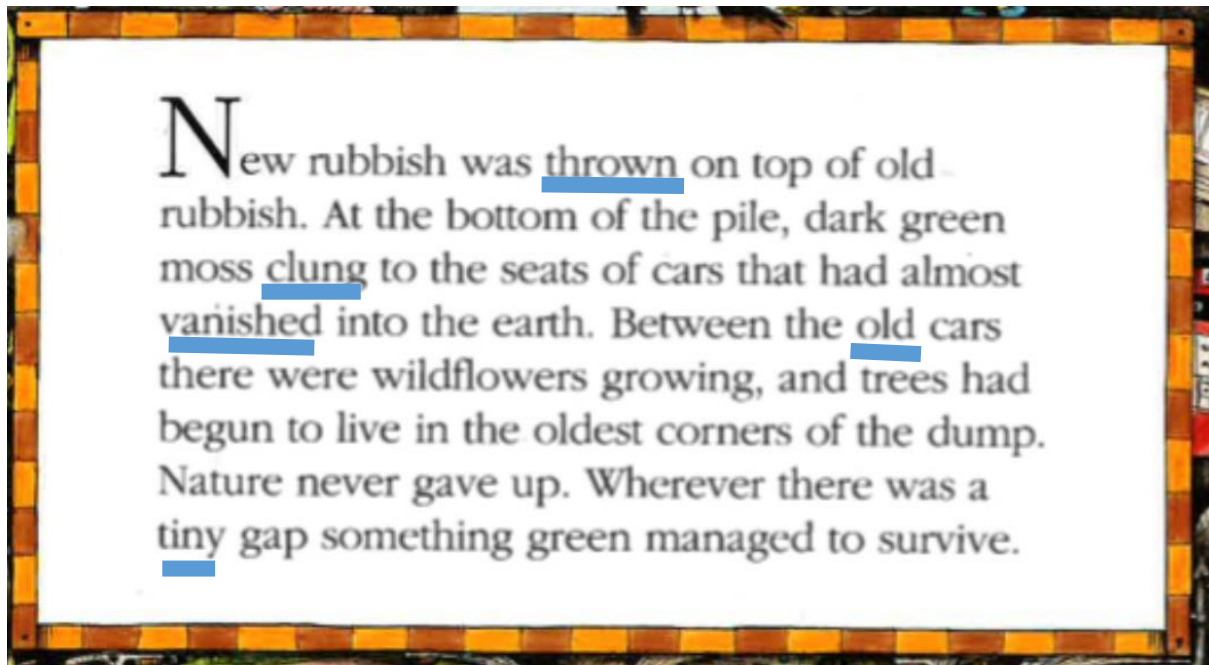 New rubbish was thrown on top of old
rubbish. At the bottom of the pile, dark green
moss clung to the seats of cars that had almost
vanished into the earth. Between the old cars
there were wildflowers growing, and trees had
begun to live in the oldest corners of the dump.
Nature never gave up. Wherever there was a
tiny gap something green managed to survive.